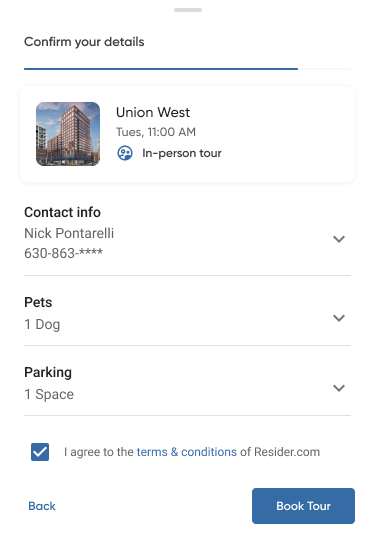 Confirm your details
Union West
Tues, 11:00 AM
In-person tour
Contact info
Nick Pontarelli
630-863-****
Pets
1 Dog
Parking
1 Space
I agree to the terms & conditions of Resider.com
Back
Book Tour